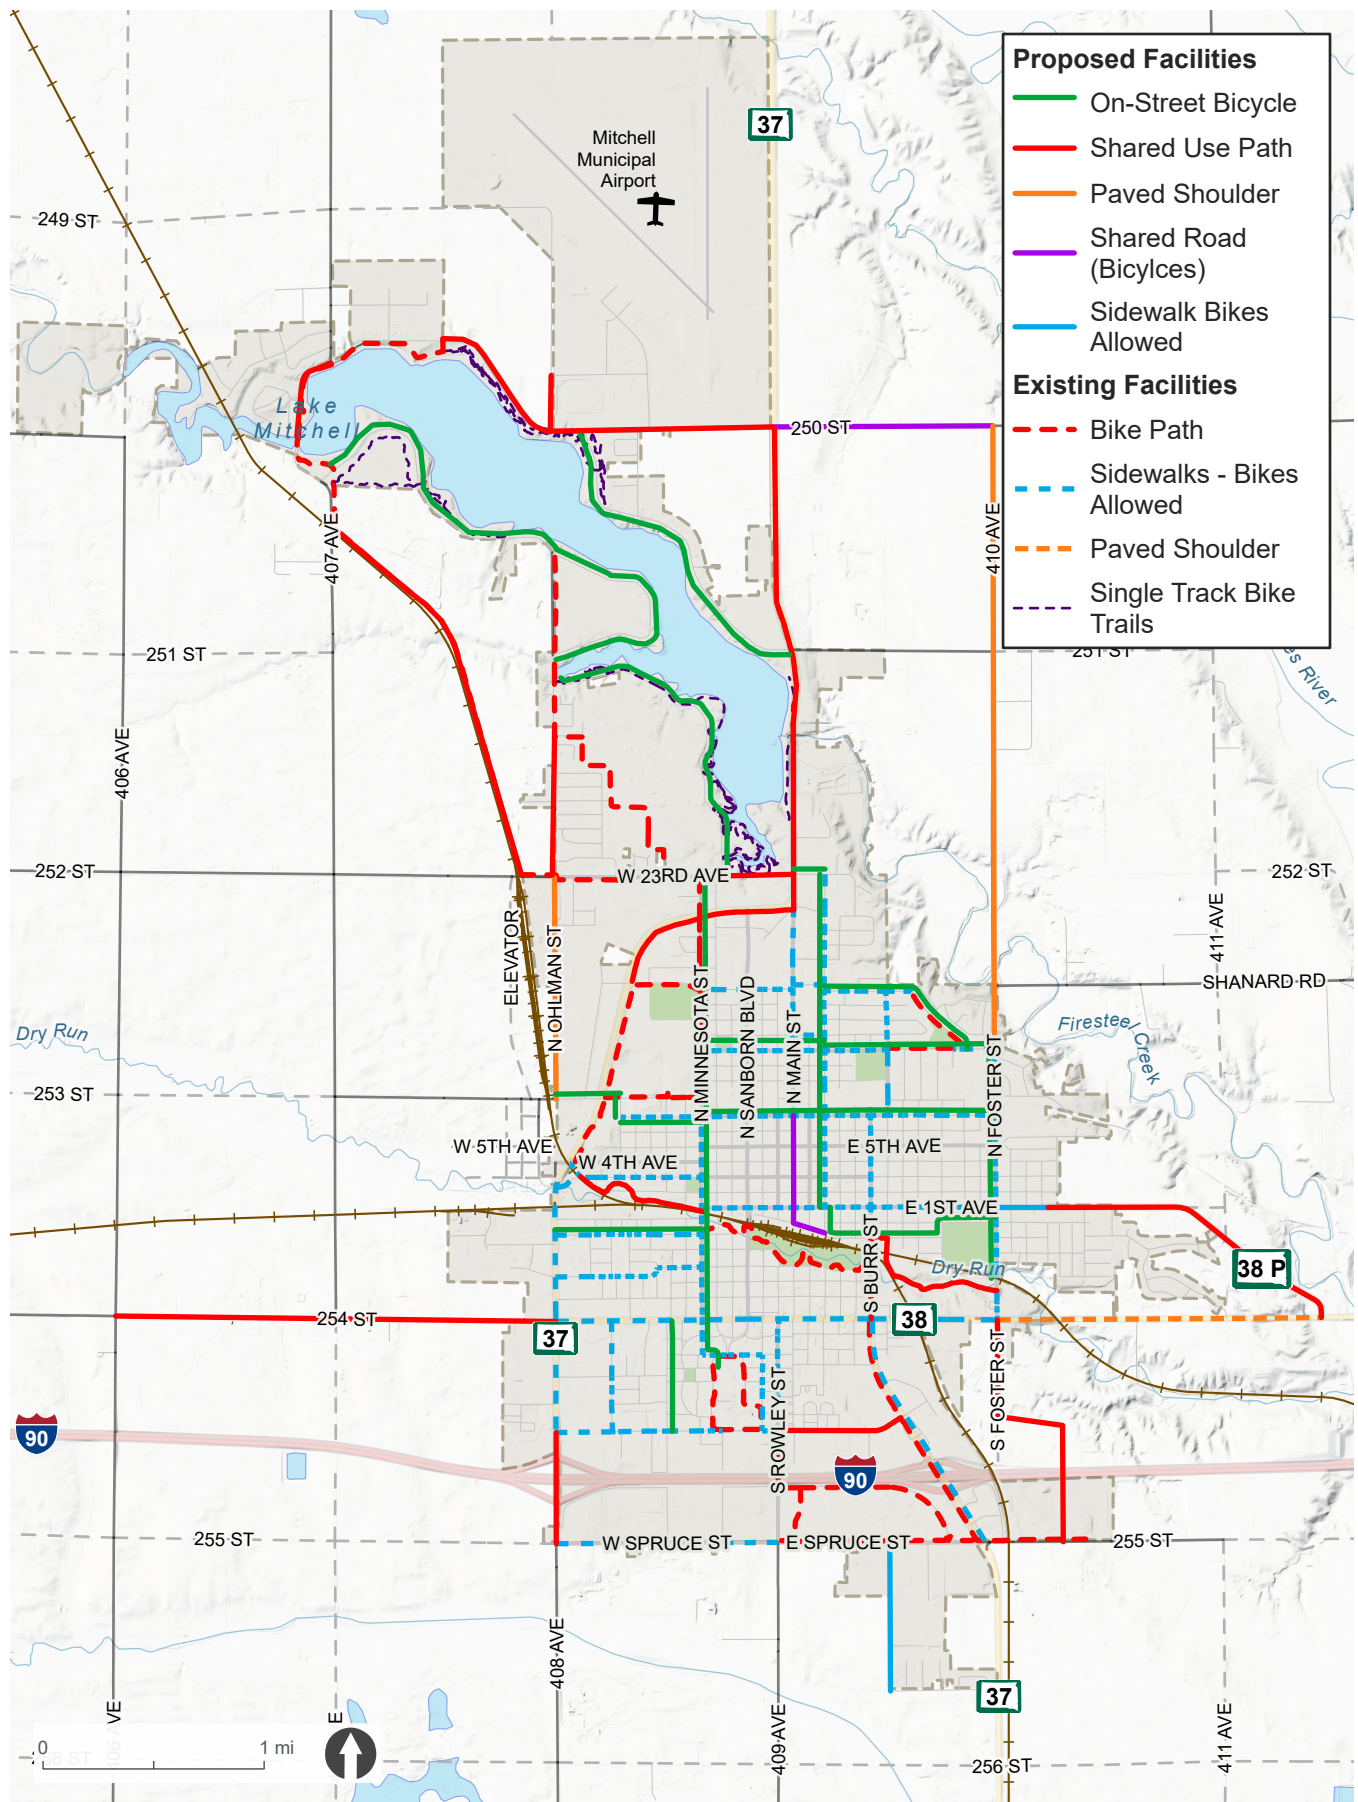 Proposed Facilities
On-Street Bicycle
Shared Use Path
Paved Shoulder
Shared Road
(Bicylces)
Sidewalk Bikes
Allowed
Existing Facilities
Bike Path
Sidewalks - Bikes
Allowed
Paved Shoulder
Single Track Bike
Trails
37
Mitchell
Municipal
Airport
249 ST
Lake
Mitchell
250 ST
407 AVE
410 AVE
251 ST
251 ST
es River
406 AVE
252 ST
W 23RD AVE
252 ST
ELEVATOR
N OHLMAN ST
N MINNESOTA ST
N SANBORN BLVD
N MAIN ST
N FOSTER ST
411 AVE
SHANARD RD
Firesteel Creek
Dry Run
253 ST
W 5TH AVE
W 4TH AVE
E 5TH AVE
E 1ST AVE
S BURR ST
Dry Run
38 P
254 ST
37
38
S ROWLEY ST
S FOSTER ST
90
90
255 ST
W SPRUCE ST
E SPRUCE ST
255 ST
408 AVE
409 AVE
411 AVE
37
256 ST
VE
E
0
1 mi